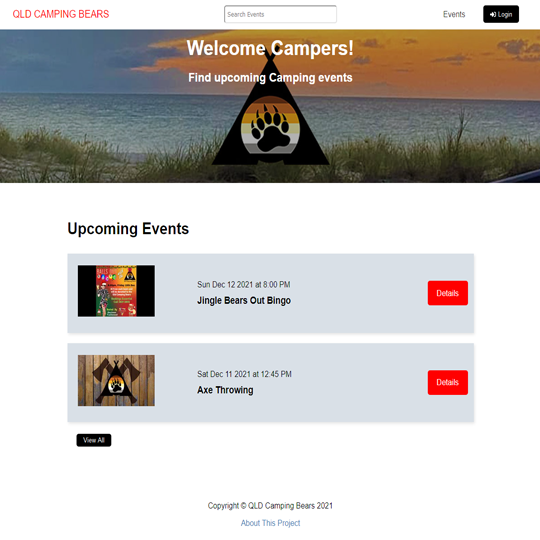 QLD CAMPING BEARS
Search Events
Events
Login
Welcome Campers!
Find upcoming Camping events
Upcoming Events
Sun Dec 12 2021 at 8:00 PM
Jingle Bears Out Bingo
Details
Sat Dec 11 2021 at 12:45 PM
Axe Throwing
Details
View All
Copyright © QLD Camping Bears 2021
About This Project